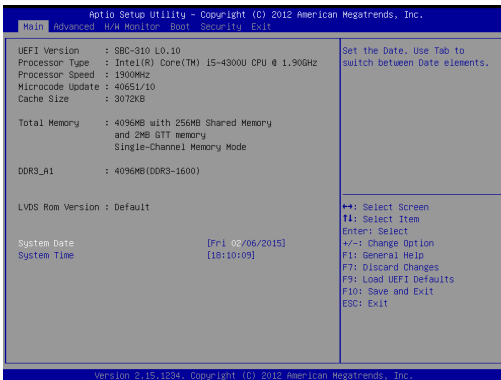 Aptio Setup Utility – Copyright (C) 2012 American Megatrends, Inc.
Main Advanced H/W Monitor Boot Security Exit
UEFI Version : SBC-310 L0.10
Processor Type : Intel(R) Core(TM) i5-4300U CPU @ 1.90GHz
Processor Speed : 1900MHz
Microcode Update : 40651/10
Cache Size : 3072KB
Total Memory : 4096MB with 256MB Shared Memory
and 2MB GTT memory
Single-Channel Memory Mode
DDR3_A1 : 4096MB(DDR3-1600)
LVDS Rom Version : Default
System Date [Fri 02/06/2015]
System Time [18:10:09]
Set the Date. Use Tab to
switch between Date elements.
↔: Select Screen
↑↓: Select Item
Enter: Select
+/-: Change Option
F1: General Help
F7: Discard Changes
F9: Load UEFI Defaults
F10: Save and Exit
ESC: Exit
Version 2.15.1234. Copyright (C) 2012 American Megatrends, Inc.